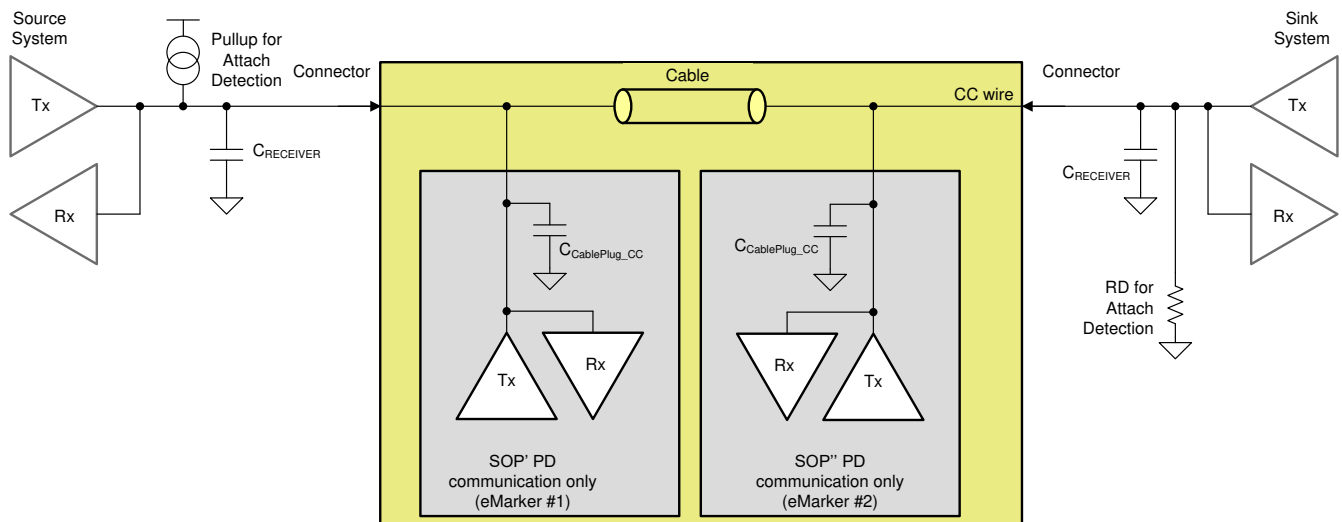 Source
System
Tx
Rx
Pullup for
Attach
Detection
CRECEIVER
Connector
Cable
CC wire
CCablePlug_CC
Tx
Rx
SOP' PD
communication only
(eMarker #1)
CCablePlug_CC
Rx
Tx
SOP'' PD
communication only
(eMarker #2)
Connector
CRECEIVER
RD for
Attach
Detection
Sink
System
Tx
Rx